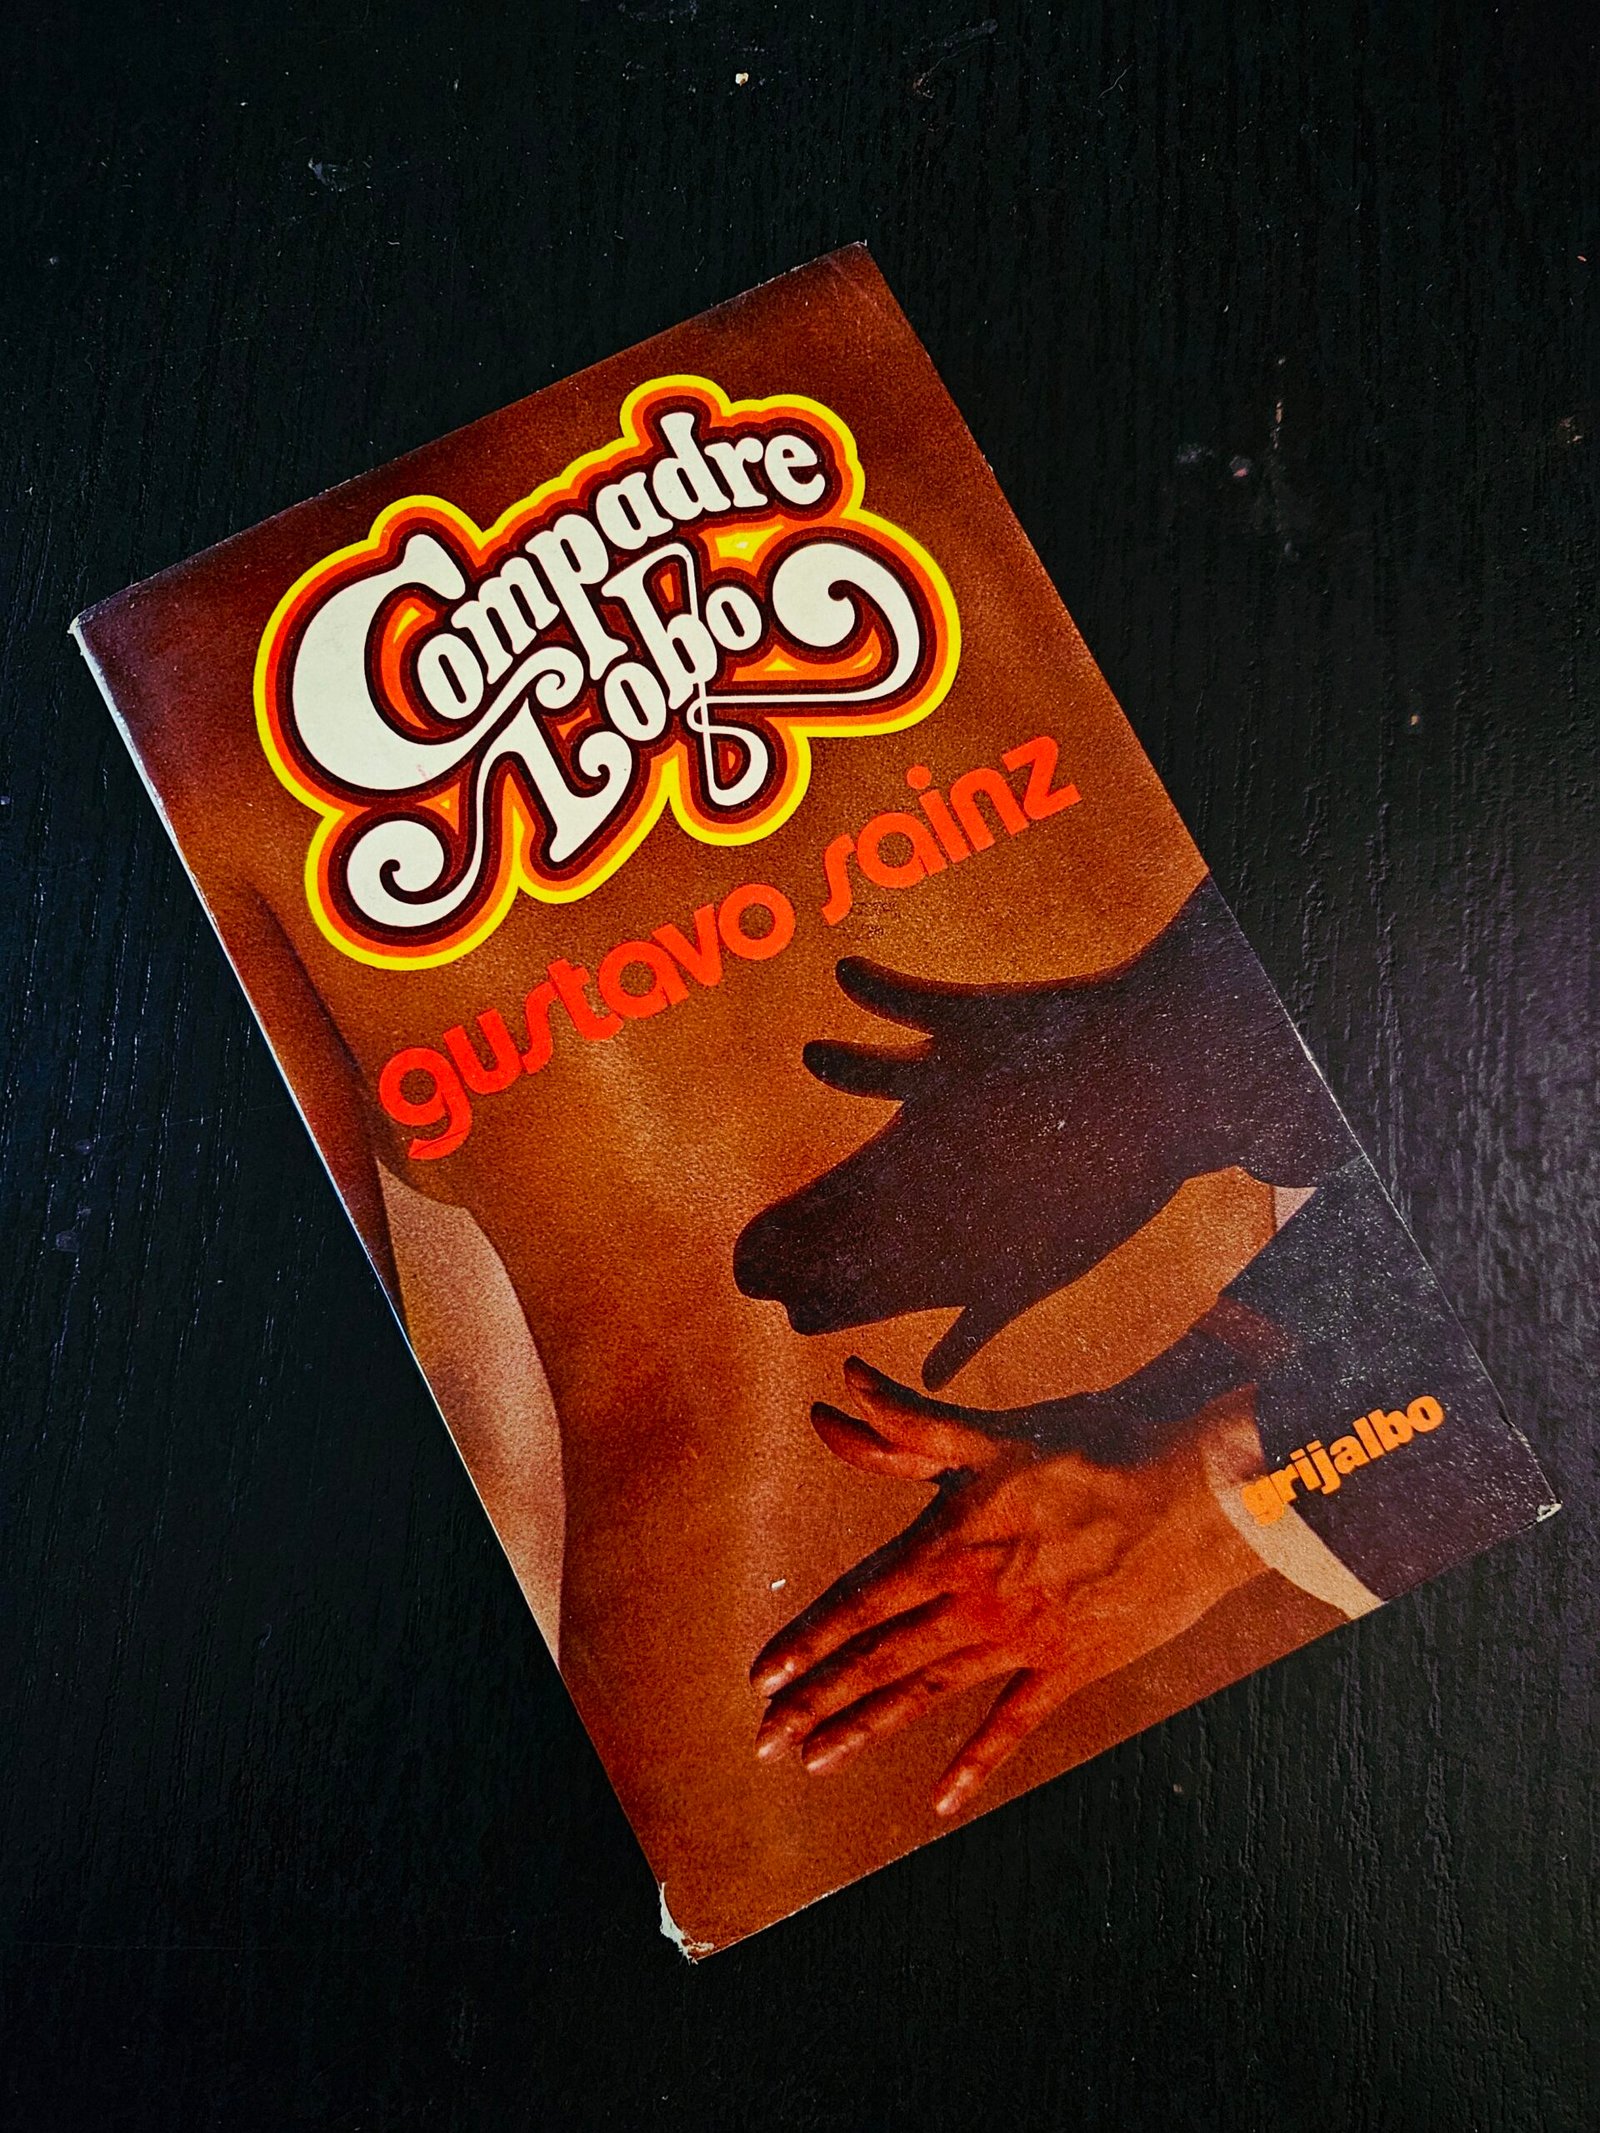 Compadre
Lobo
gustavo sainz
grijalbo